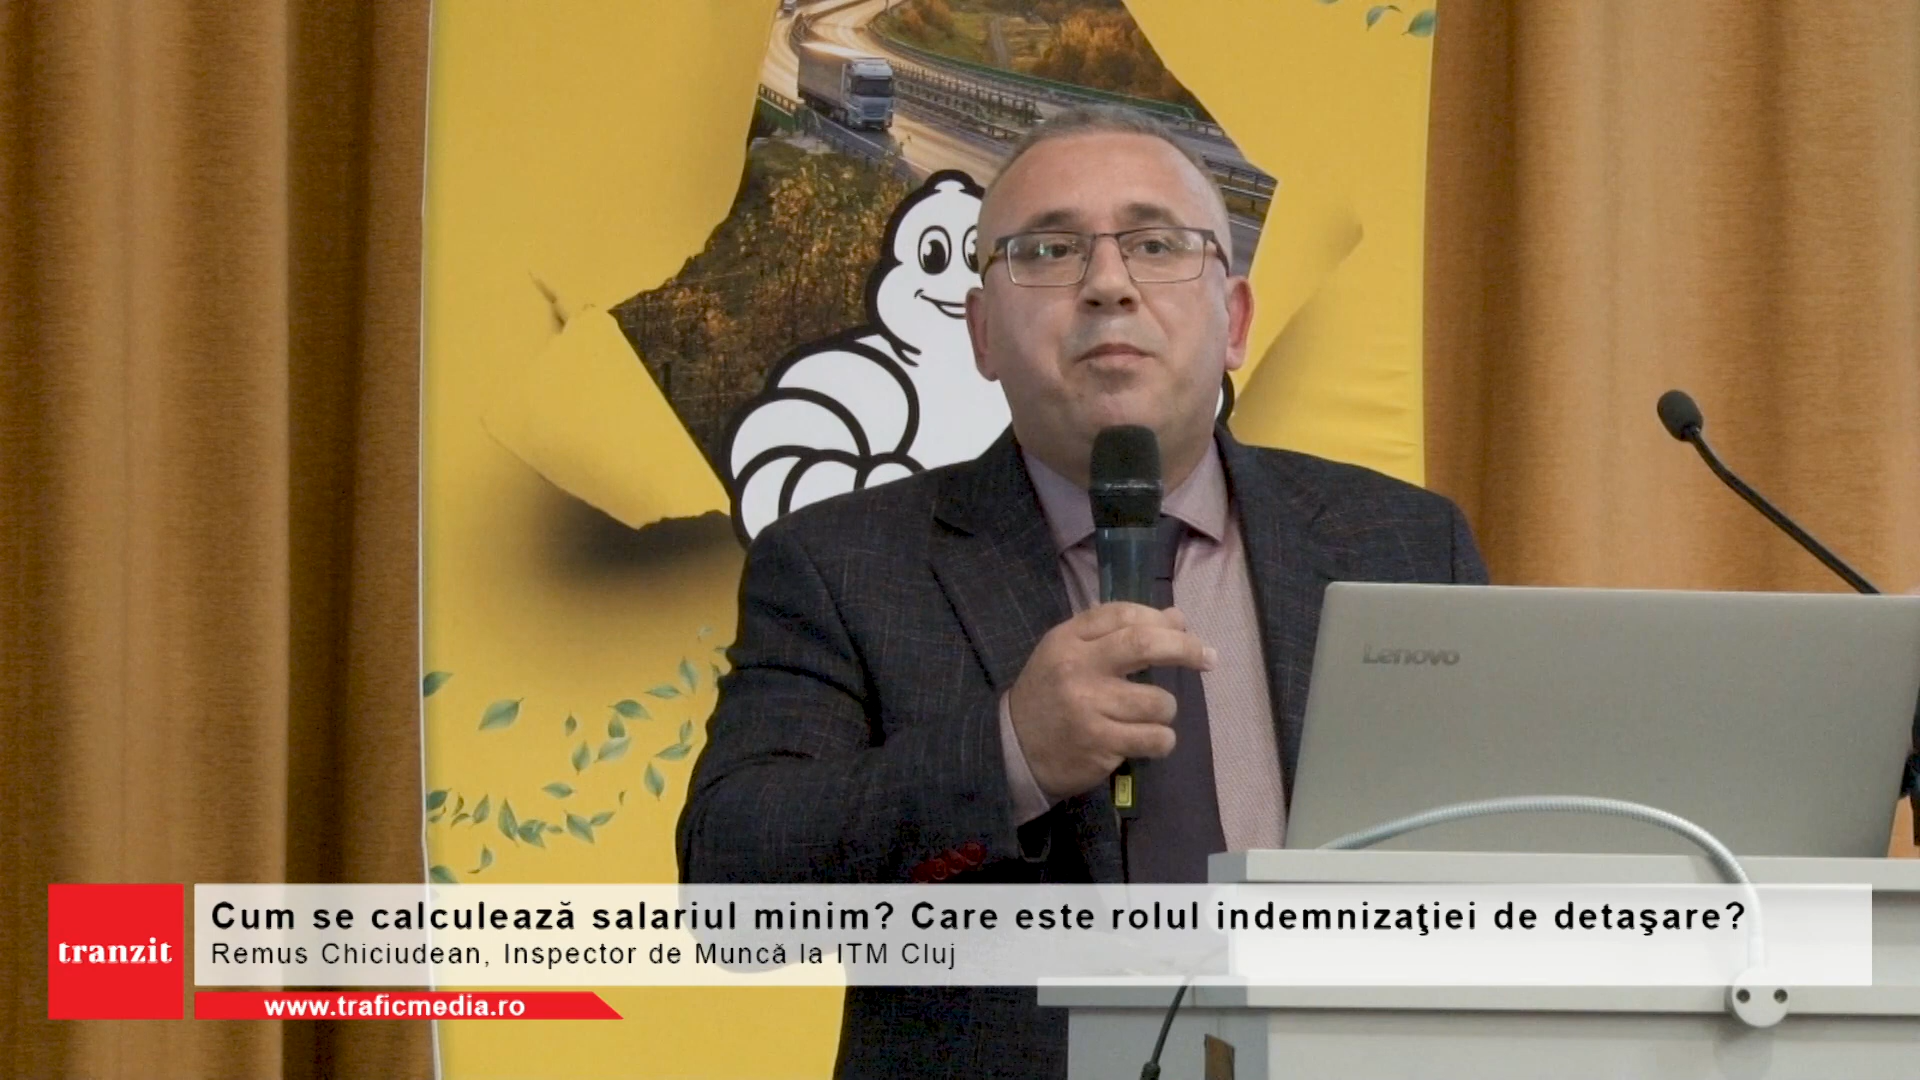 Lenovo
tranzit
Cum se calculează salariul minim? Care este rolul indemnizaţiei de detaşare?
Remus Chiciudean, Inspector de Muncă la ITM Cluj
www.traficmedia.ro